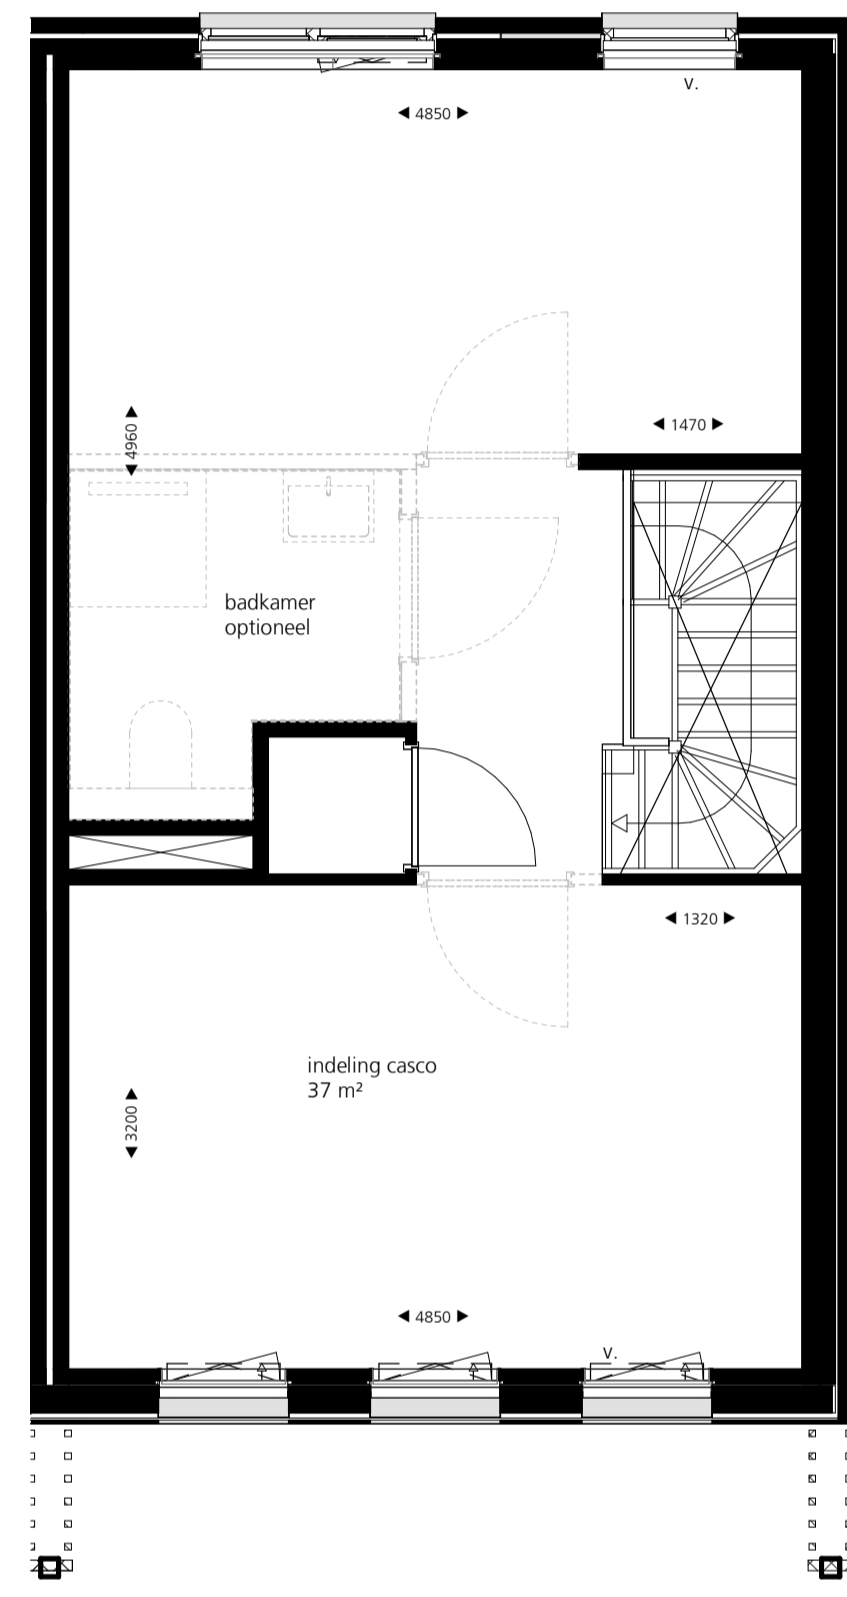 v.
4850
1470
4960
badkamer
optioneel
1320
indeling casco
37 m²
3200
4850
v.